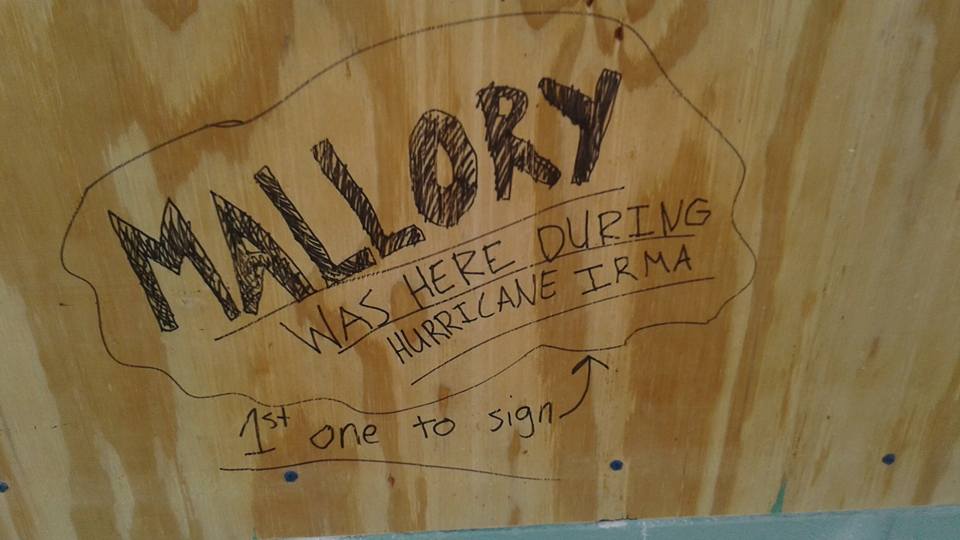 MALLORY
WAS HERE DURING
HURRICANE IRMA
1st one to sign